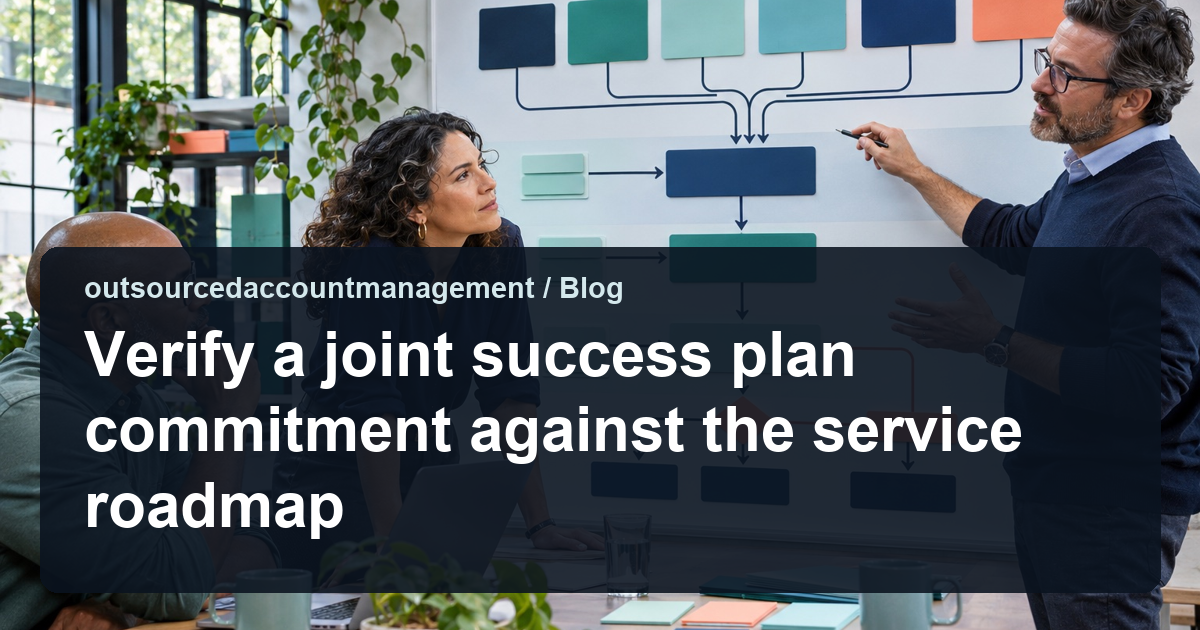 outsourcedaccountmanagement / Blog
Verify a joint success plan
commitment against the service
roadmap